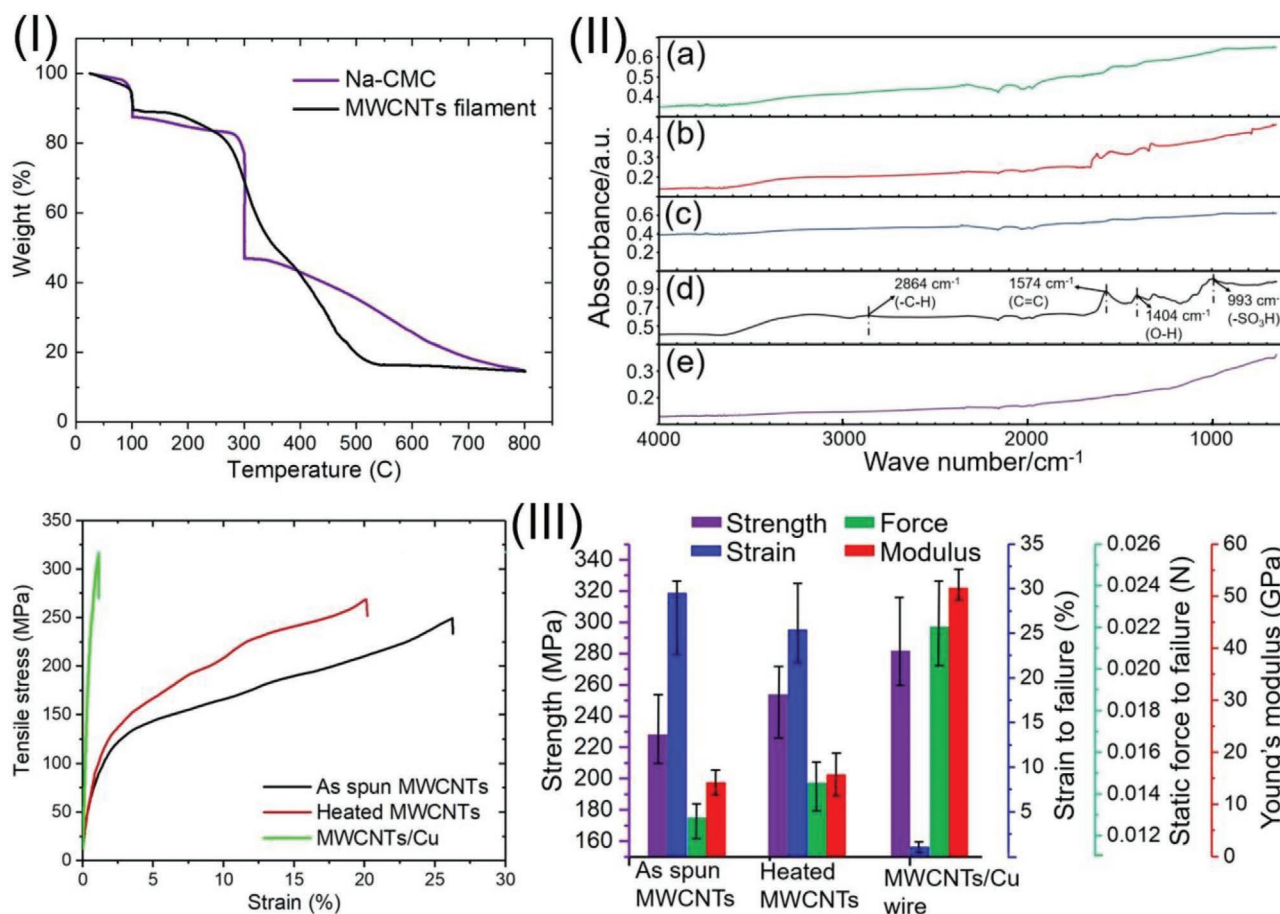 (I)
100
80
60
40
20
0
Weight (%)
Na-CMC
MWCNTs filament
0 100 200 300 400 500 600 700 800
Temperature (C)
(II)
Absorbance/a.u.
(a)
0.6
0.5
0.4
(b)
0.4
0.3
0.2
(c)
0.6
0.4
0.2
(d)
0.9
0.7
0.5
2864 cm-1
(-C-H)
1574 cm-1
(C=C)
1404 cm-1
(O-H)
993 cm-
(-SO3H)
(e)
0.3
0.2
4000 3000 2000 1000
Wave number/cm-1
350
300
250
200
150
100
50
0
Tensile stress (MPa)
As spun MWCNTs
Heated MWCNTs
MWCNTs/Cu
0 5 10 15 20 25 30
Strain (%)
(III)
Strength
Force
Strain
Modulus
340
320
300
280
260
240
220
200
180
160
Strength (MPa)
As spun
MWCNTs
Heated
MWCNTs
MWCNTs/Cu
wire
35
30
25
20
15
10
5
0
Strain to failure (%)
0.026
0.024
0.022
0.020
0.018
0.016
0.014
0.012
Static force to failure (N)
60
50
40
30
20
10
0
Young's modulus (GPa)